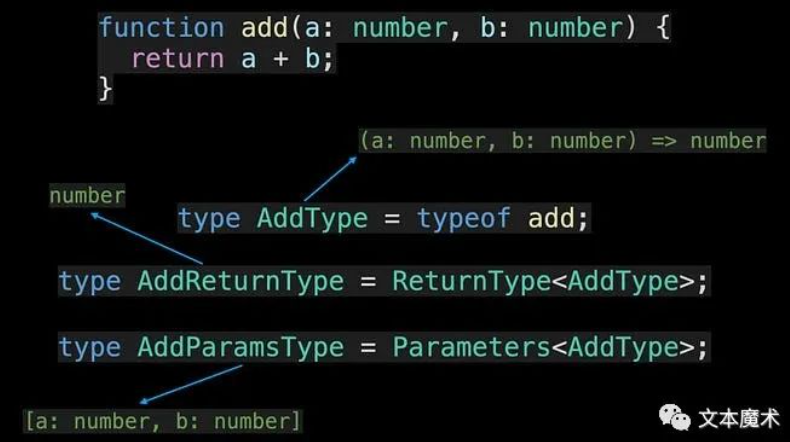 function add(a: number, b: number) {
  return a + b;
}
(a: number, b: number) => number
number
type AddType = typeof add;
type AddReturnType = ReturnType<AddType>;
type AddParamsType = Parameters<AddType>;
[a: number, b: number]
文本魔术